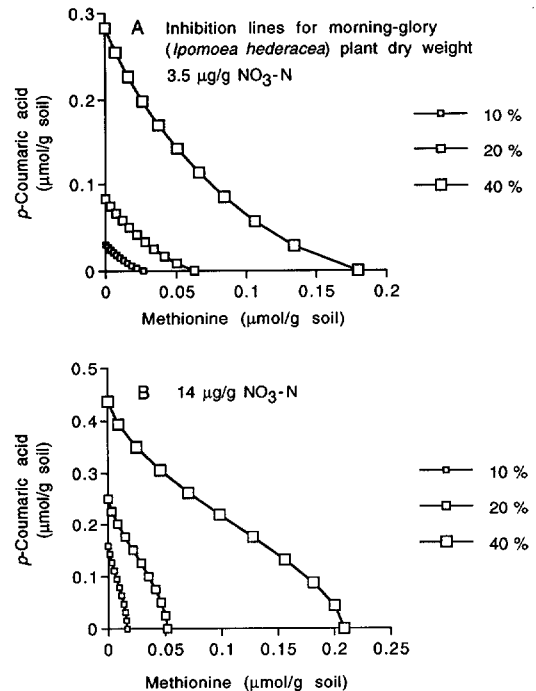 A Inhibition lines for morning-glory
(Ipomoea hederacea) plant dry weight
3.5 µg/g NO3-N
0.3
0.2
0.1
0
p-Coumaric acid
(µmol/g soil)
10 %
20 %
40 %
0 0.05 0.1 0.15 0.2
Methionine (µmol/g soil)
B 14 µg/g NO3-N
0.5
0.4
0.3
0.2
0.1
0
p-Coumaric acid
(µmol/g soil)
10 %
20 %
40 %
0 0.05 0.1 0.15 0.2 0.25
Methionine (µmol/g soil)